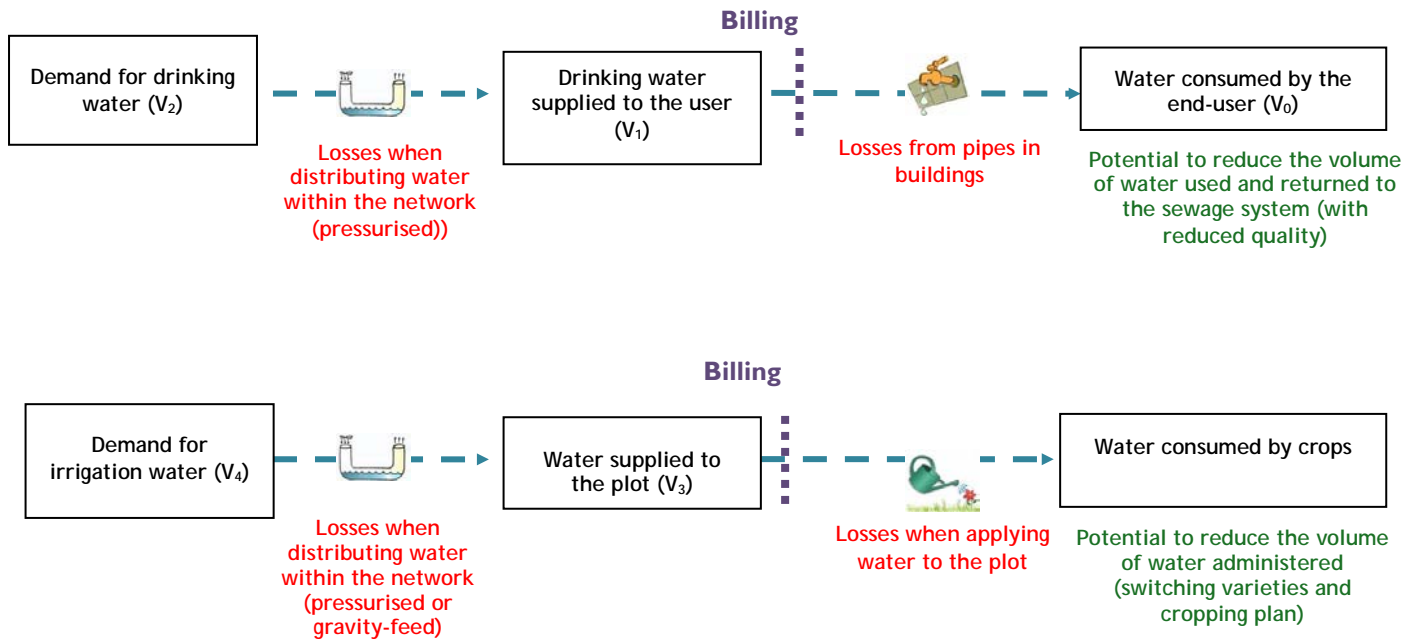 Billing
Demand for drinking
water (V₂)
Drinking water
supplied to the user
(V₁)
Water consumed by the
end-user (V₀)
Losses when
distributing water
within the network
(pressurised))
Losses from pipes in
buildings
Potential to reduce the volume
of water used and returned to
the sewage system (with
reduced quality)
Billing
Demand for
irrigation water (V₄)
Water supplied to
the plot (V₃)
Water consumed by crops
Losses when
distributing water
within the network
(pressurised or
gravity-feed)
Losses when applying
water to the plot
Potential to reduce the volume
of water administered
(switching varieties and
cropping plan)